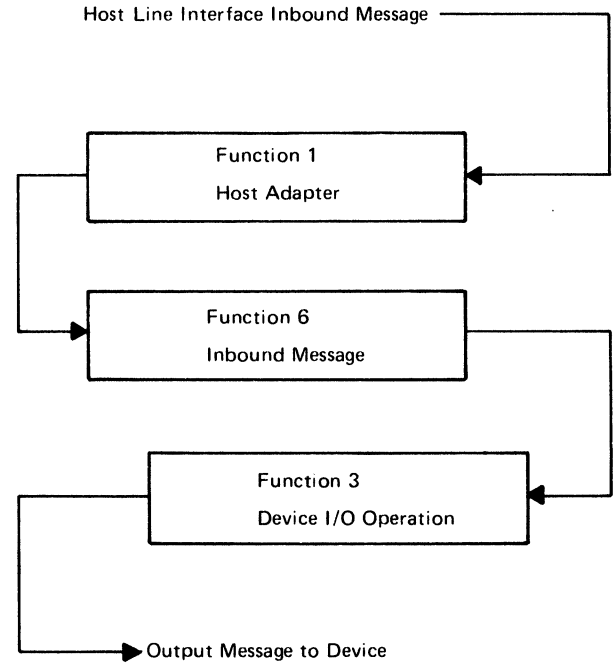 Host Line Interface Inbound Message
Function 1
Host Adapter
Function 6
Inbound Message
Function 3
Device I/O Operation
Output Message to Device